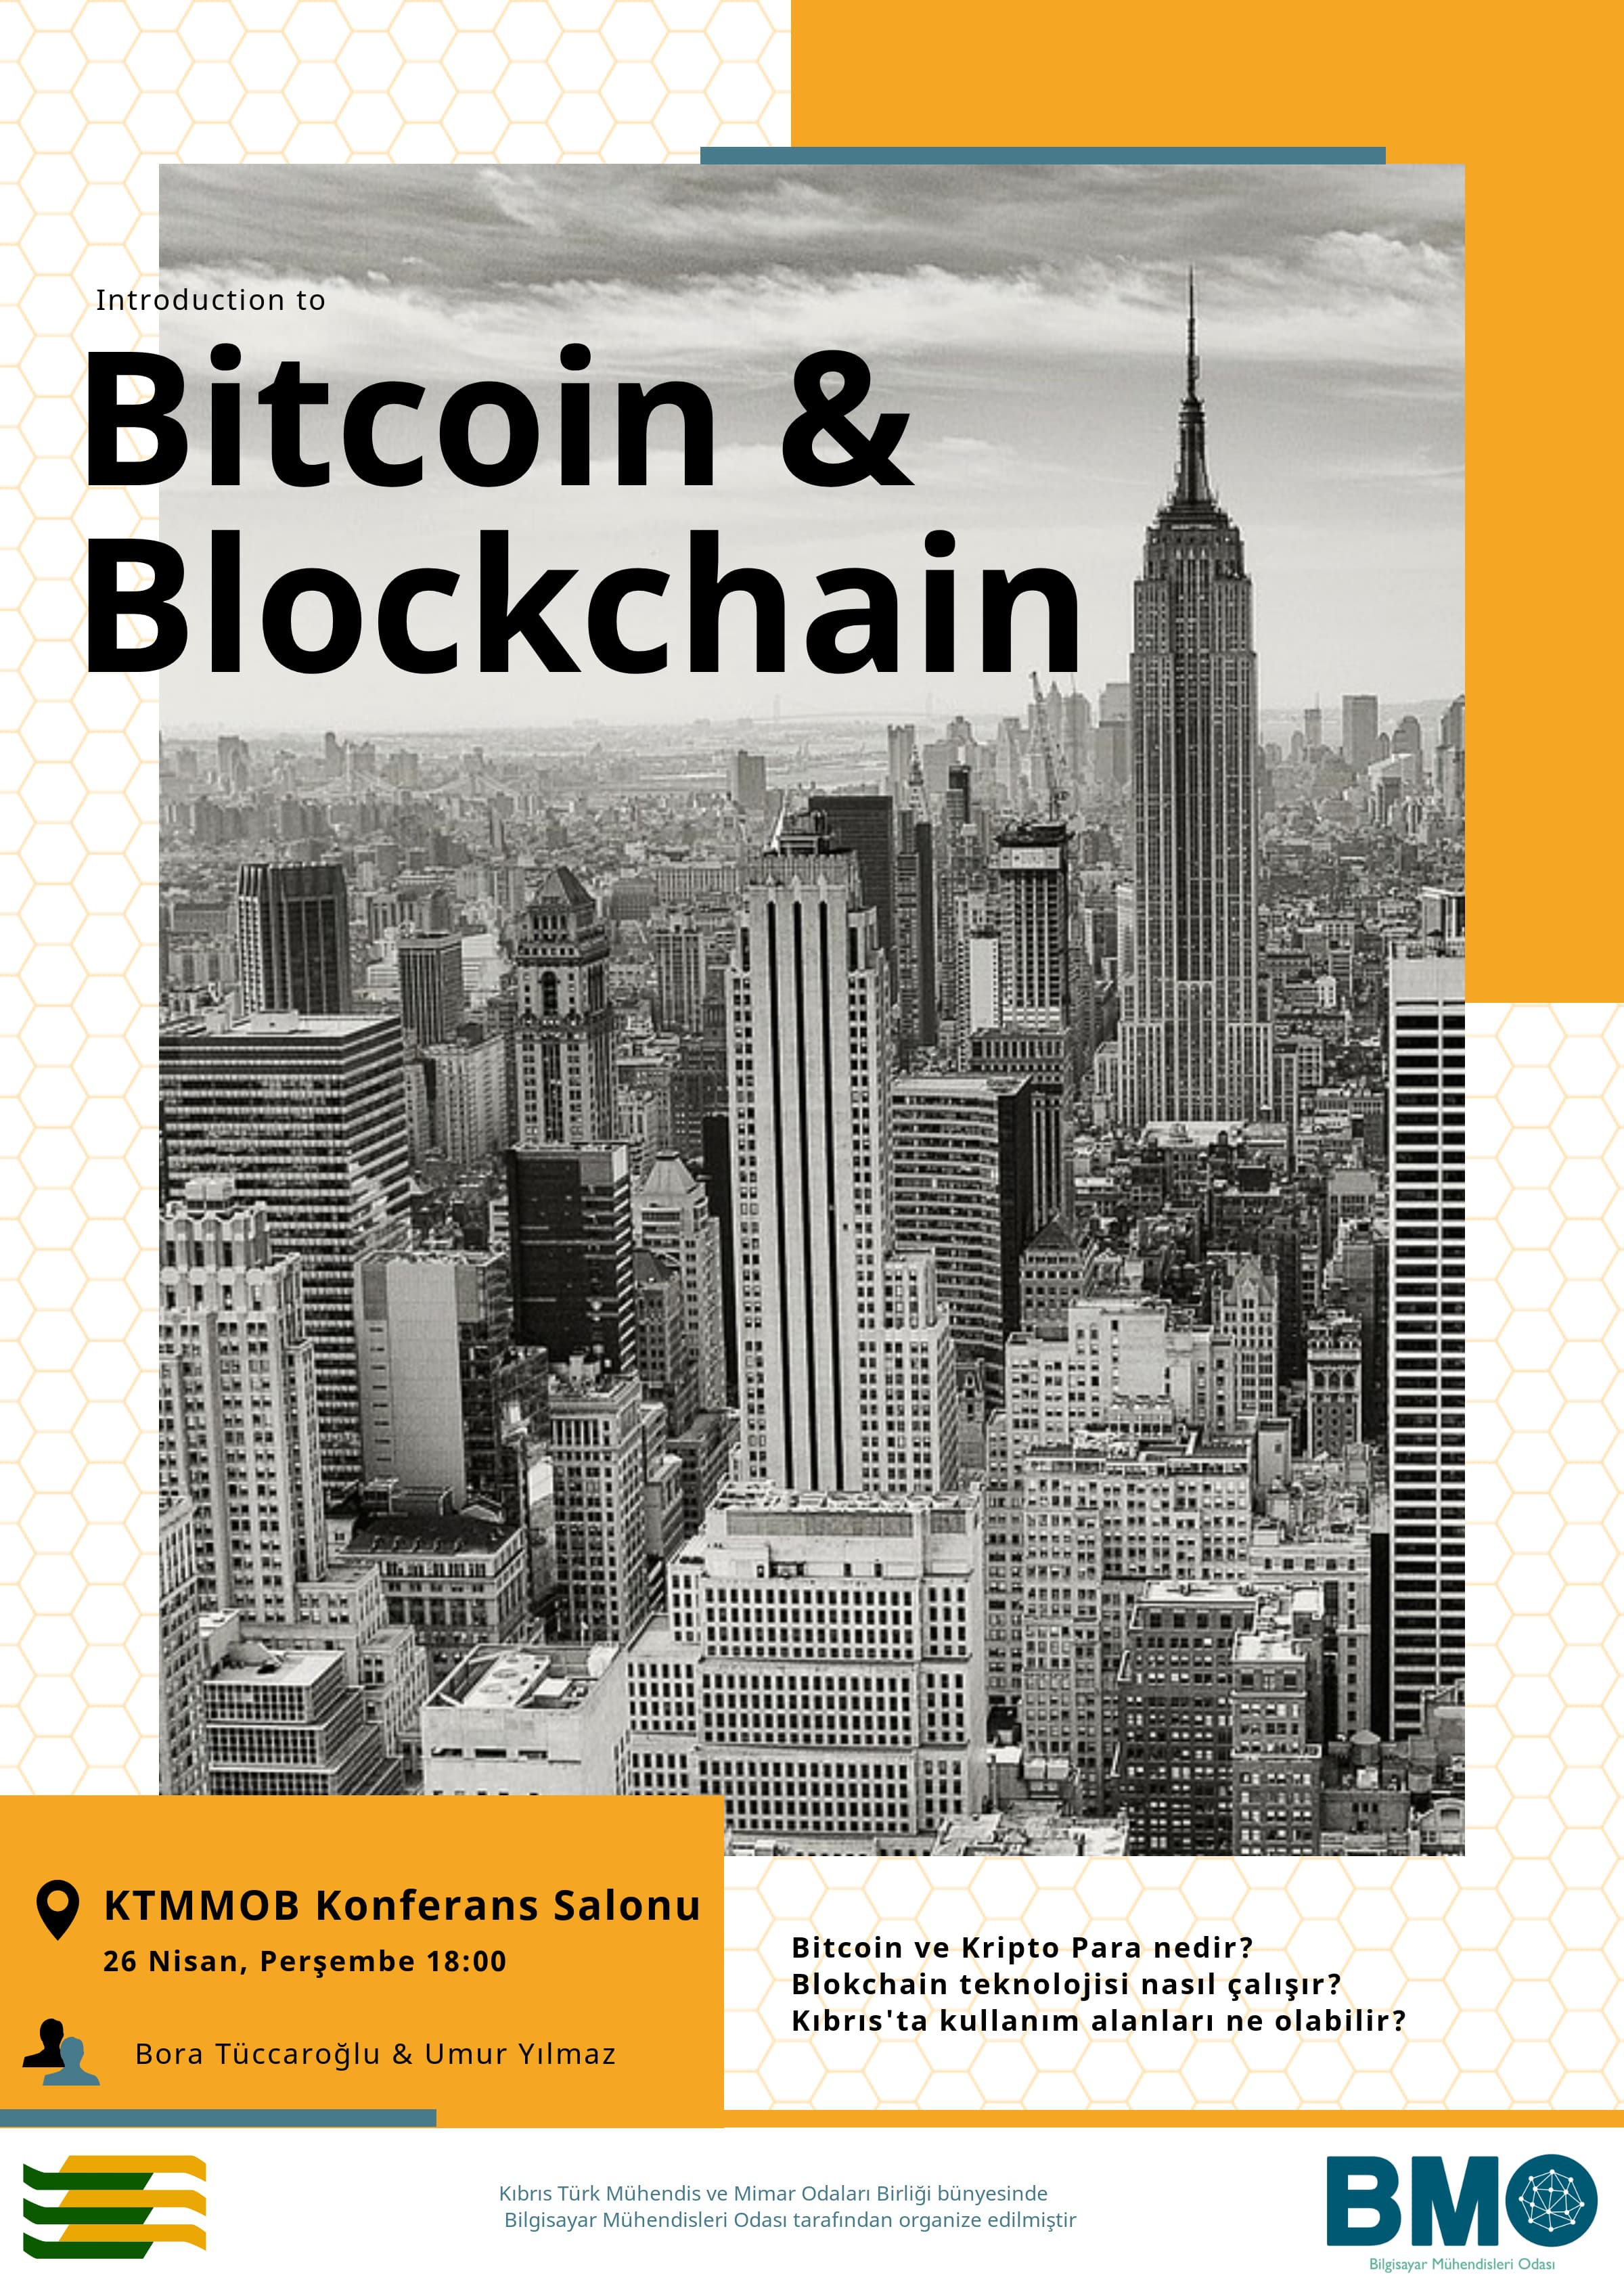 Introduction to
Bitcoin &
Blockchain
KTMMOB Konferans Salonu
26 Nisan, Perşembe 18:00
Bora Tüccaroğlu & Umur Yılmaz
Bitcoin ve Kripto Para nedir?
Blokchain teknolojisi nasıl çalışır?
Kıbrıs'ta kullanım alanları ne olabilir?
Kıbrıs Türk Mühendis ve Mimar Odaları Birliği bünyesinde
Bilgisayar Mühendisleri Odası tarafından organize edilmiştir
BMO
Bilgisayar Mühendisleri Odası